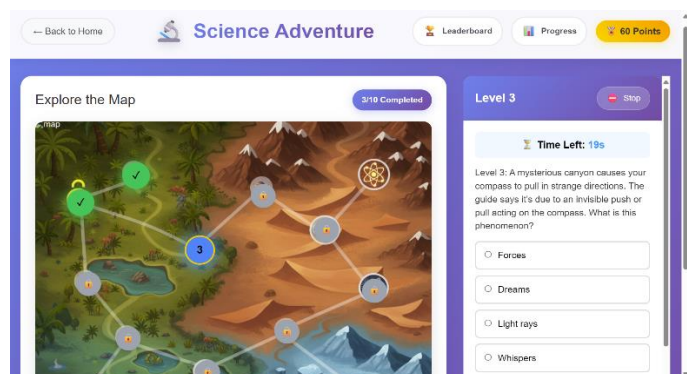 ← Back to Home
Science Adventure
Leaderboard
Progress
60 Points
Explore the Map
3/10 Completed
map
3
Level 3
Stop
Time Left: 19s
Level 3: A mysterious canyon causes your
compass to pull in strange directions. The
guide says it's due to an invisible push or
pull acting on the compass. What is this
phenomenon?
Forces
Dreams
Light rays
Whispers